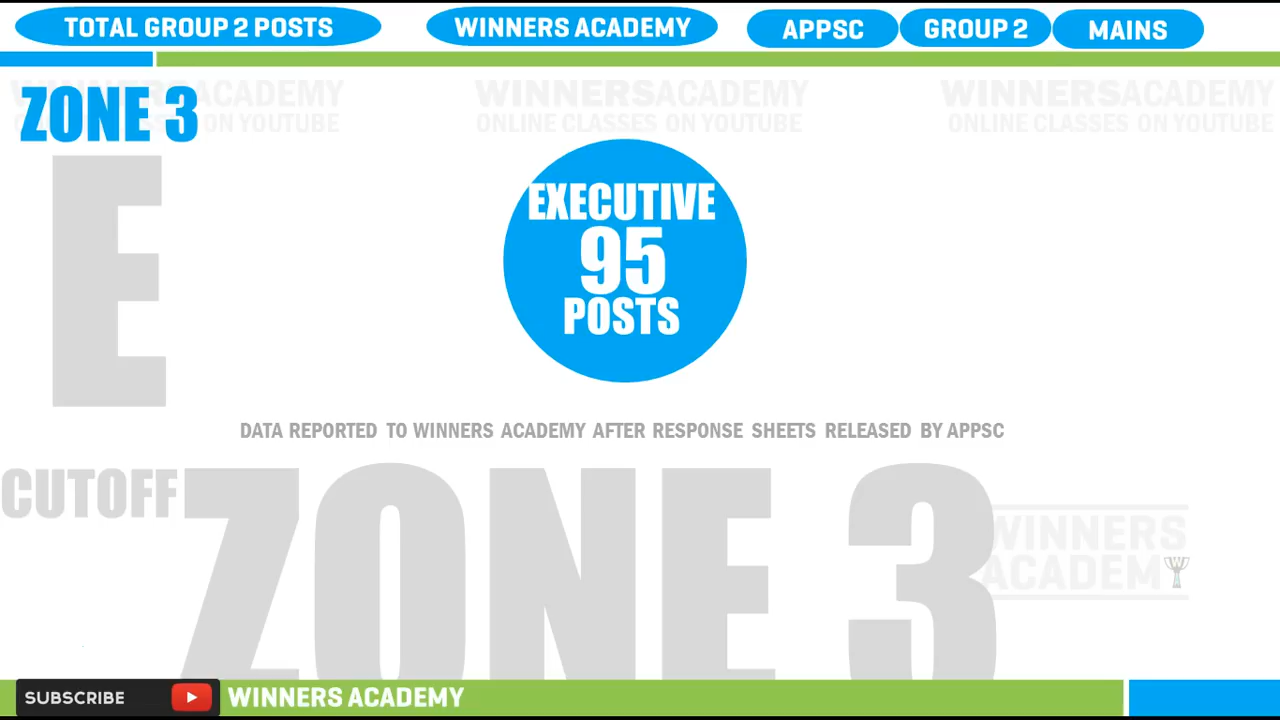 TOTAL GROUP 2 POSTS
WINNERS ACADEMY
APPSC
GROUP 2
MAINS
WINNERSACADEMY
ONLINE CLASSES ON YOUTUBE
WINNERSACADEMY
ONLINE CLASSES ON YOUTUBE
WINNERSACADEMY
ONLINE CLASSES ON YOUTUBE
ZONE 3
E
EXECUTIVE
95
POSTS
DATA REPORTED TO WINNERS ACADEMY AFTER RESPONSE SHEETS RELEASED BY APPSC
CUTOFF
ZONE 3
WINNERS
ACADEMY
SUBSCRIBE
WINNERS ACADEMY